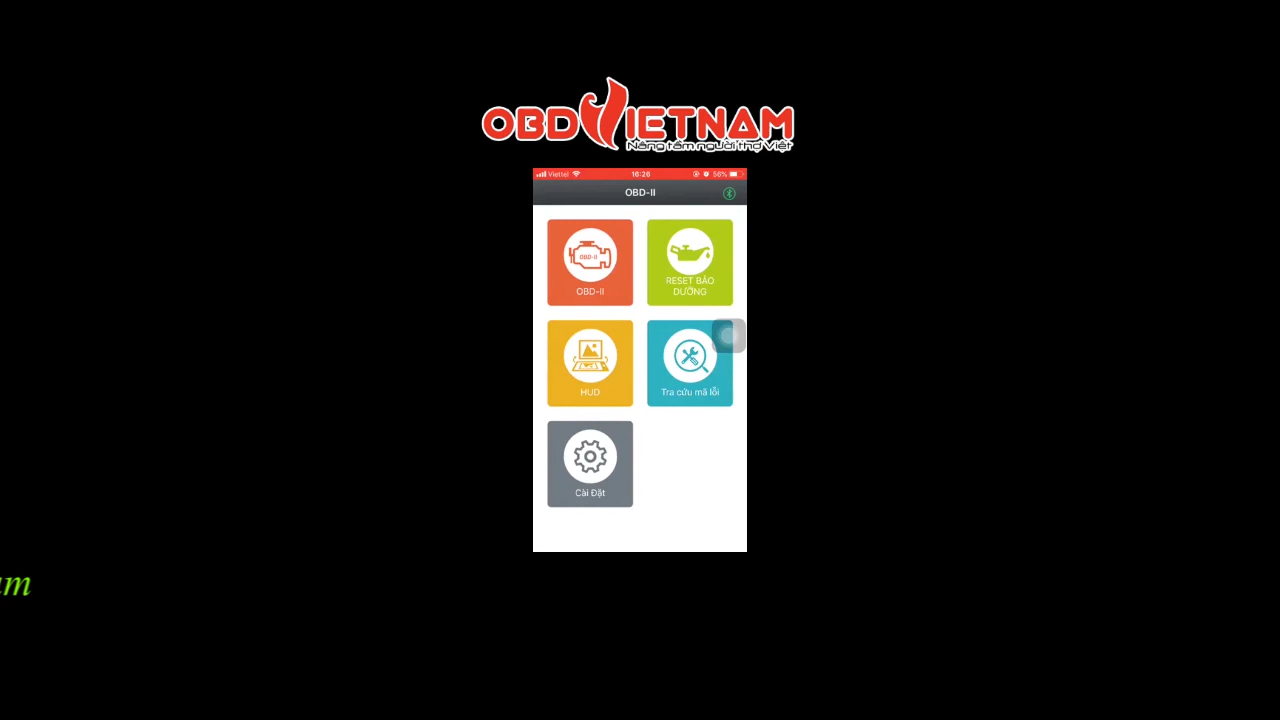 OBDVIETNAM
Nâng tầm người thợ Việt
Viettel 16:26 56%
OBD-II
OBD-II
OBD-II
RESET BẢO
DƯỠNG
HUD
Tra cứu mã lỗi
Cài Đặt